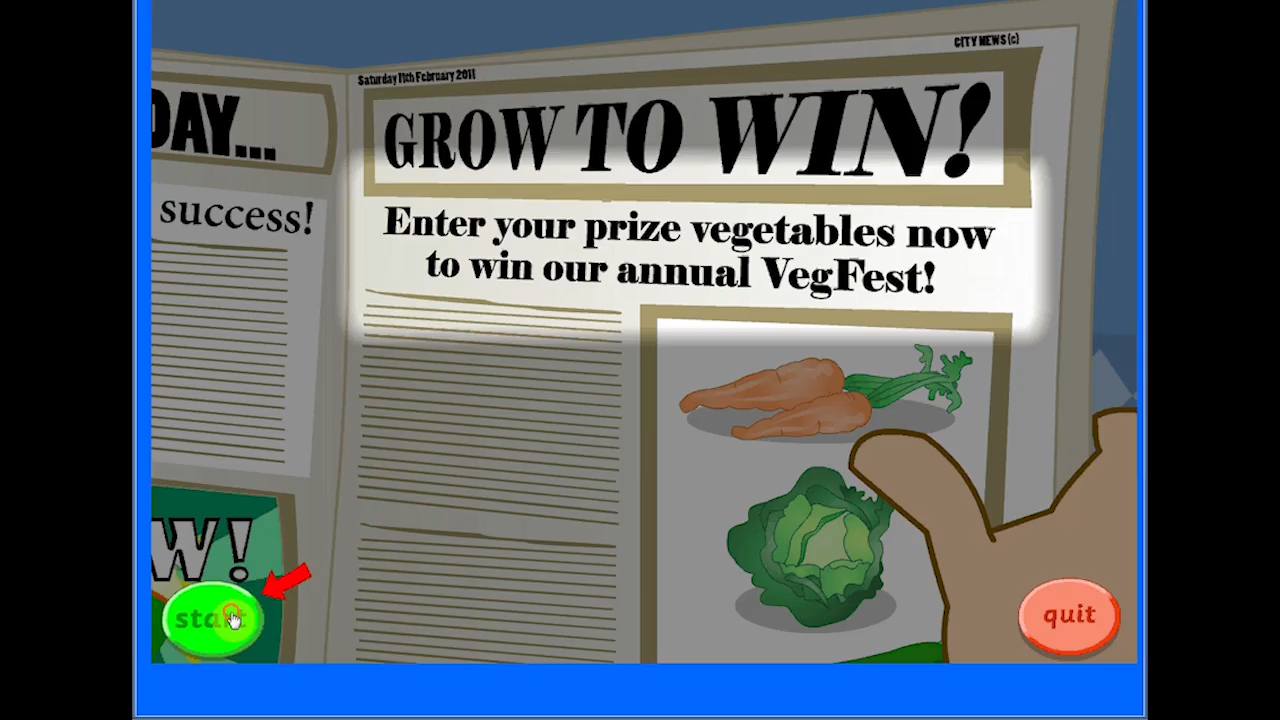 DAY...
success!
W!
Saturday 11th February 2011
CITY NEWS (c)
GROW TO WIN!
Enter your prize vegetables now
to win our annual VegFest!
start
quit